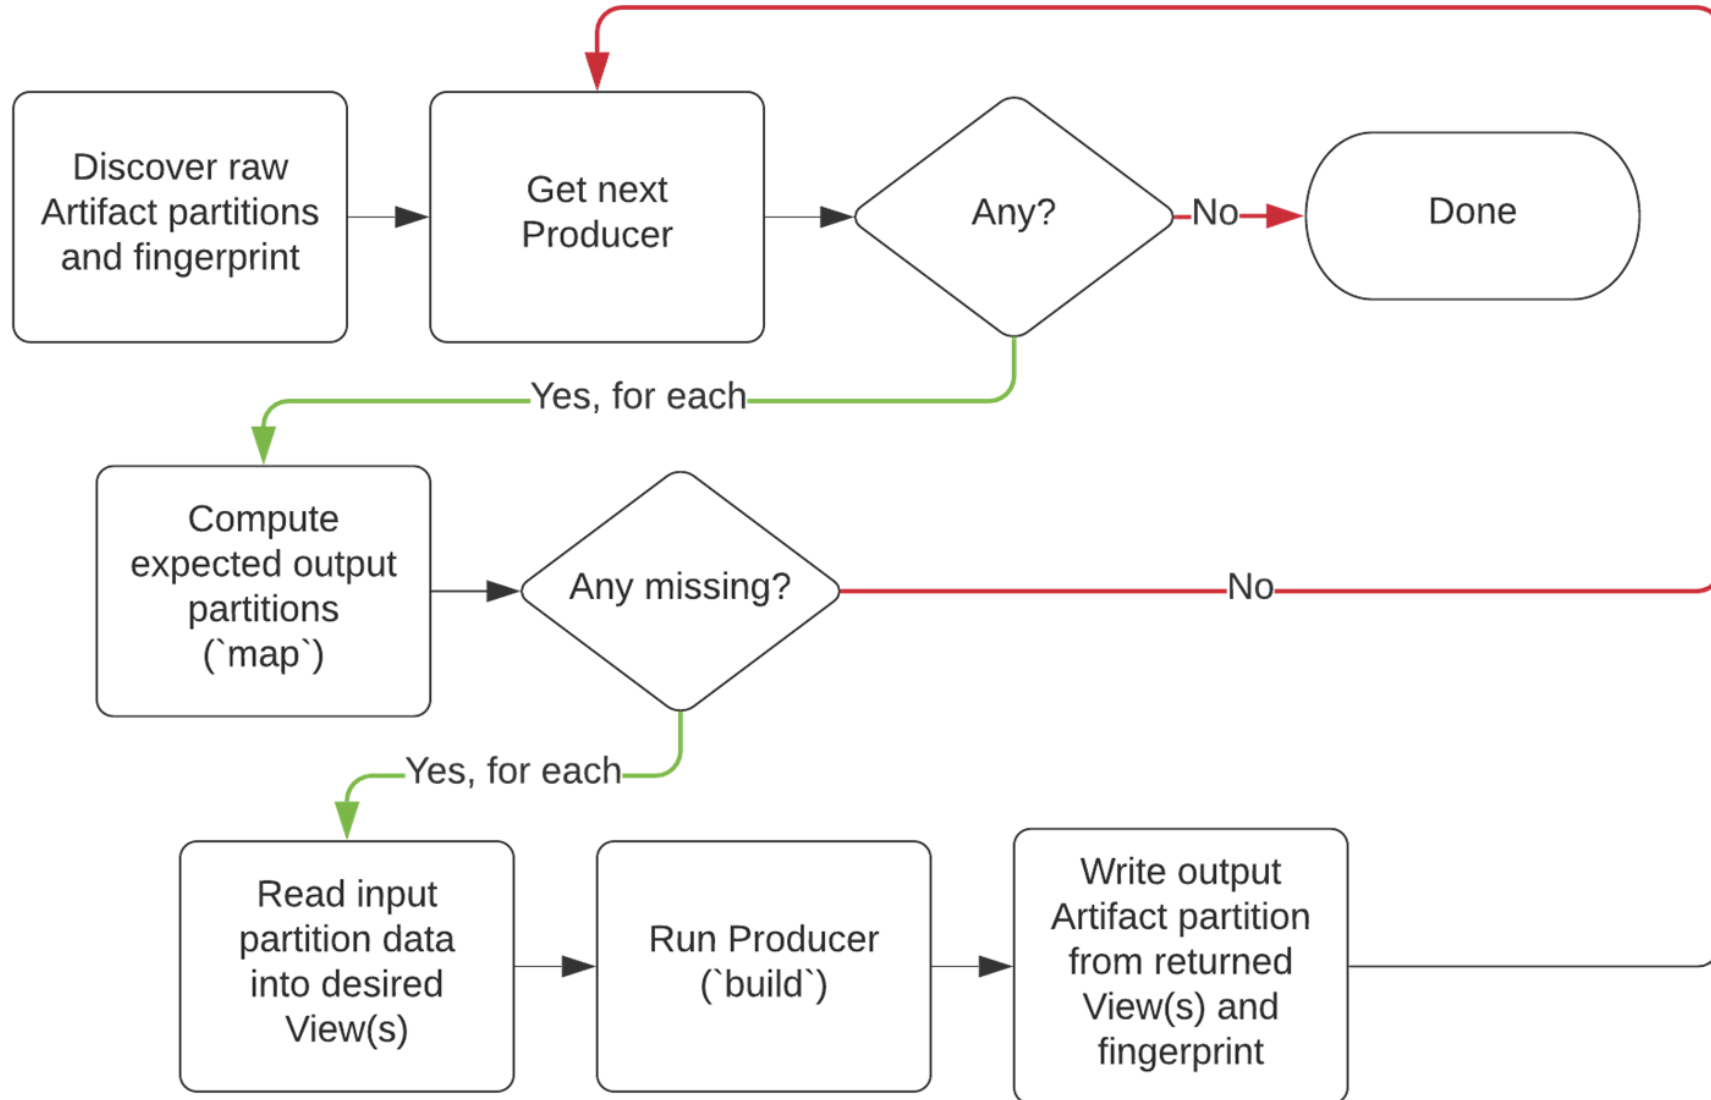 Discover raw
Artifact partitions
and fingerprint
Get next
Producer
Any?
No
Done
Yes, for each
Compute
expected output
partitions
(`map`)
Any missing?
No
Yes, for each
Read input
partition data
into desired
View(s)
Run Producer
(`build`)
Write output
Artifact partition
from returned
View(s) and
fingerprint